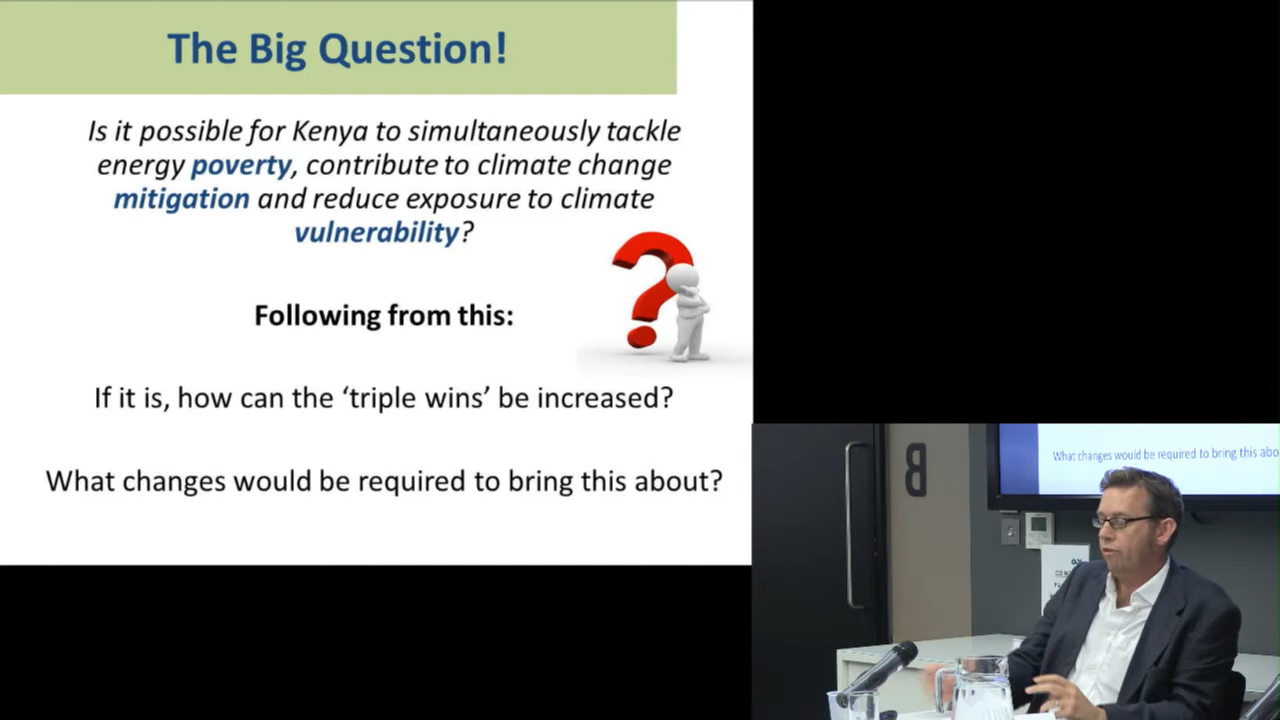 The Big Question!
Is it possible for Kenya to simultaneously tackle
energy poverty, contribute to climate change
mitigation and reduce exposure to climate
vulnerability?
Following from this:
If it is, how can the ‘triple wins’ be increased?
What changes would be required to bring this about?
B
What changes would be required to bring this abo